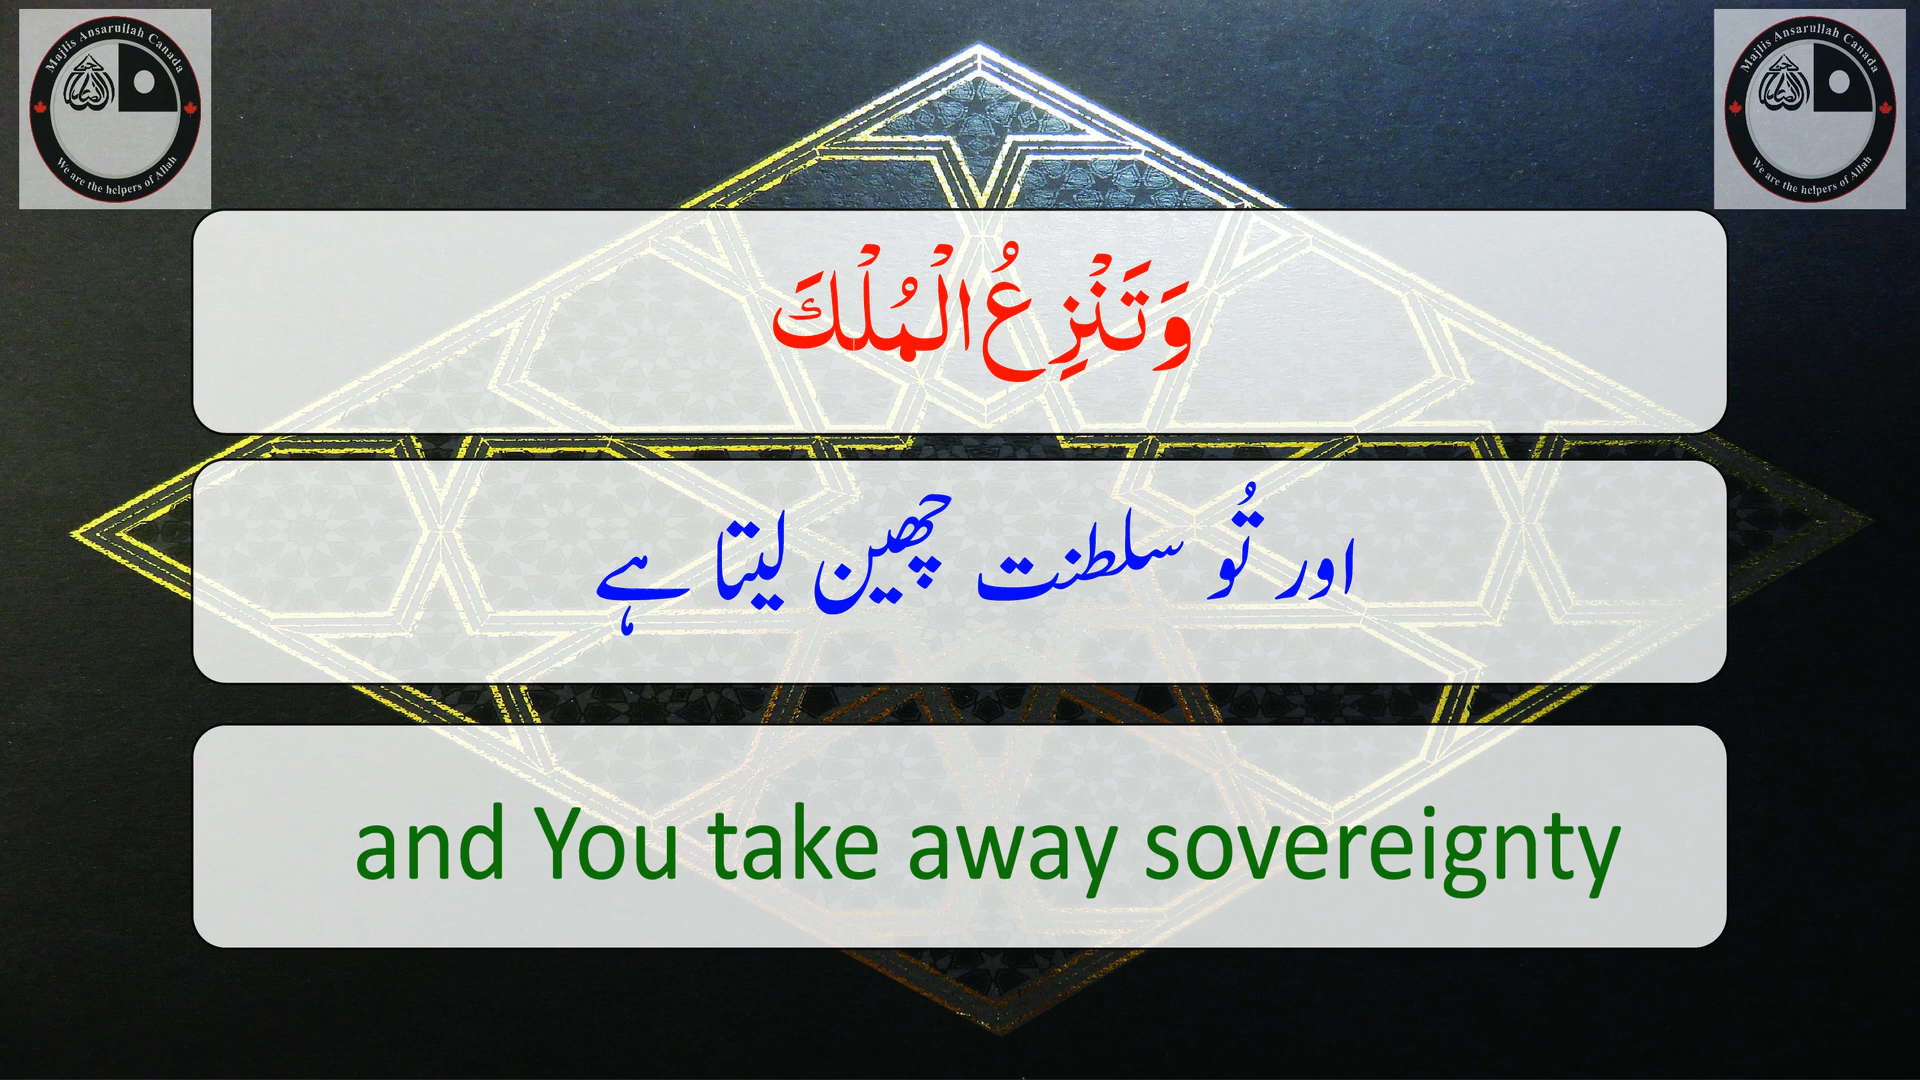 Majlis Ansarullah Canada
We are the helpers of Allah
Majlis Ansarullah Canada
We are the helpers of Allah
وَتَنْزِعُ الْمُلْكَ
اور تُو سلطنت چھین لیتا ہے
and You take away sovereignty